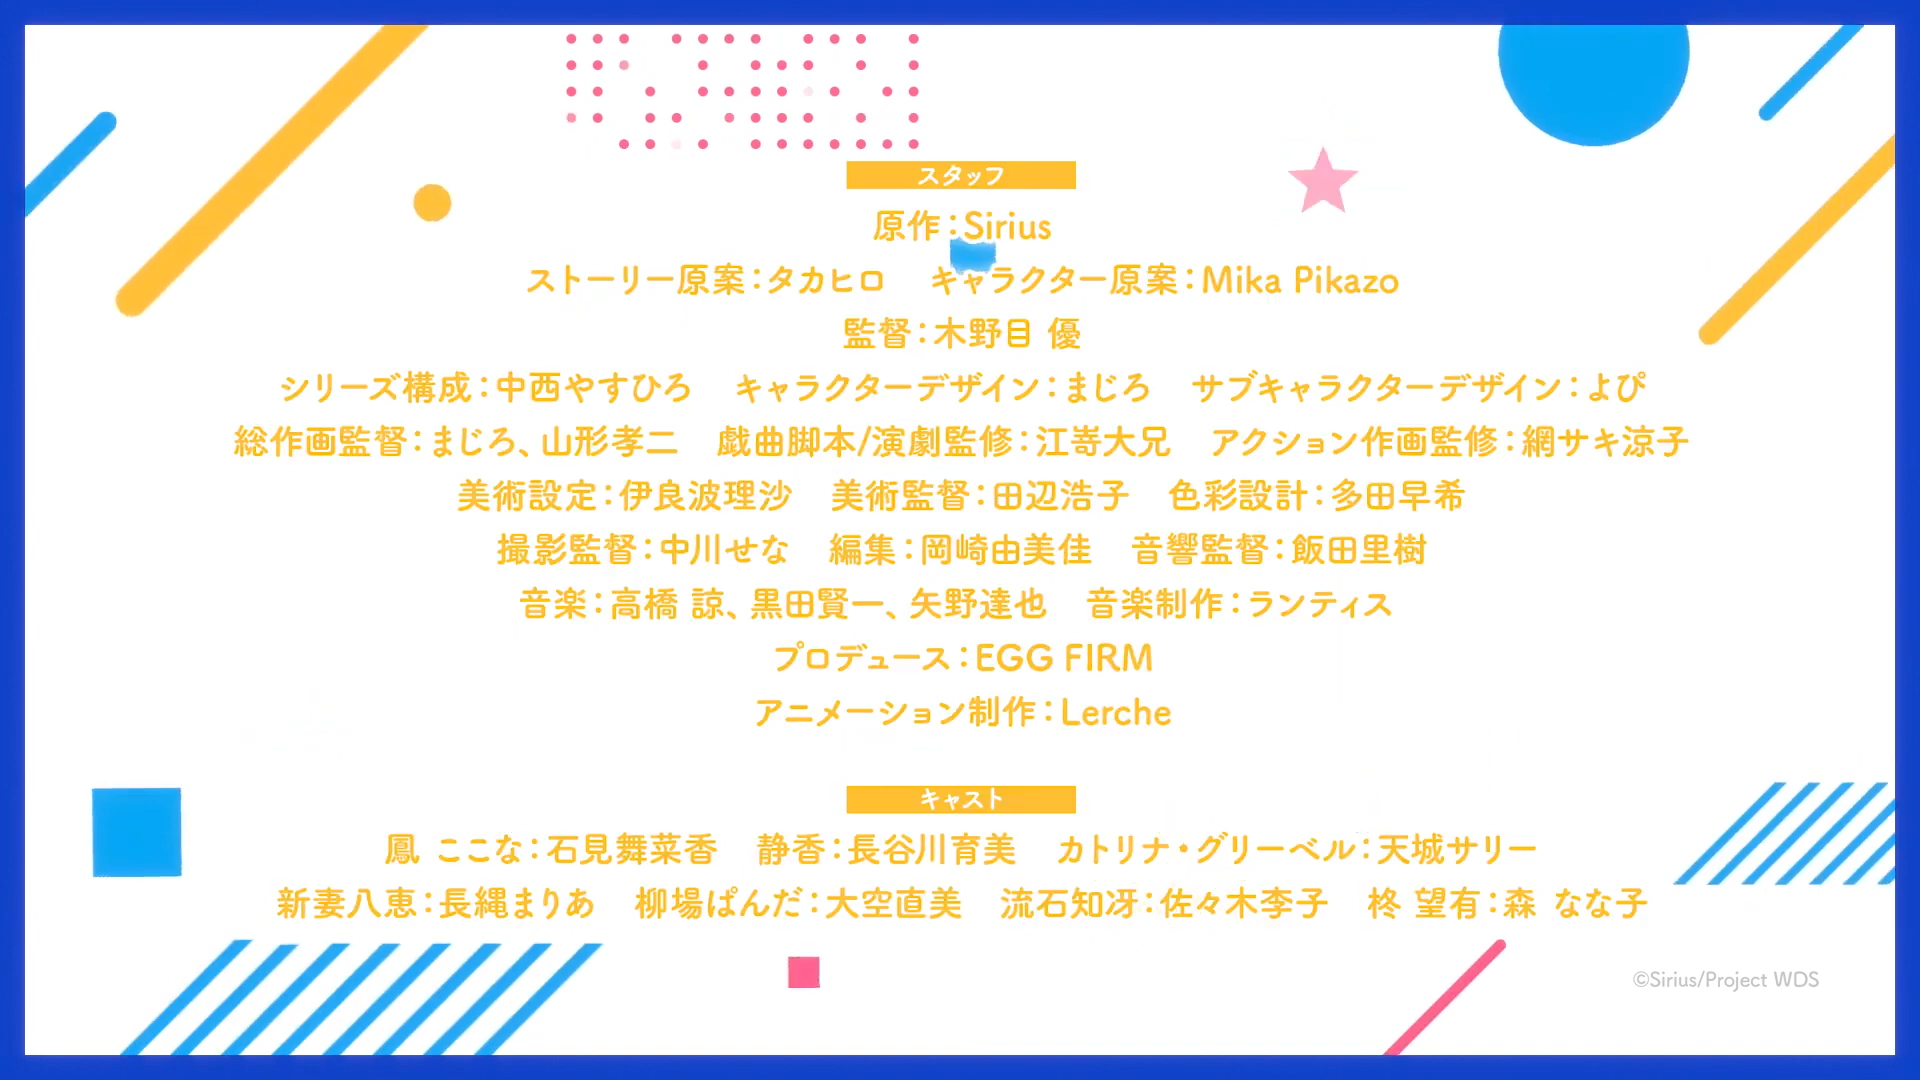 スタッフ
原作：Sirius
ストーリー原案：タカヒロ　キャラクター原案：Mika Pikazo
監督：木野目 優
シリーズ構成：中西やすひろ　キャラクターデザイン：まじろ　サブキャラクターデザイン：よぴ
総作画監督：まじろ、山形孝二　戯曲脚本/演劇監修：江嵜大兄　アクション作画監修：網サキ涼子
美術設定：伊良波理沙　美術監督：田辺浩子　色彩設計：多田早希
撮影監督：中川せな　編集：岡崎由美佳　音響監督：飯田里樹
音楽：高橋 諒、黒田賢一、矢野達也　音楽制作：ランティス
プロデュース：EGG FIRM
アニメーション制作：Lerche
キャスト
鳳 ここな：石見舞菜香　静香：長谷川育美　カトリナ・グリーベル：天城サリー
新妻八恵：長縄まりあ　柳場ぱんだ：大空直美　流石知冴：佐々木李子　柊 望有：森 なな子
©Sirius/Project WDS